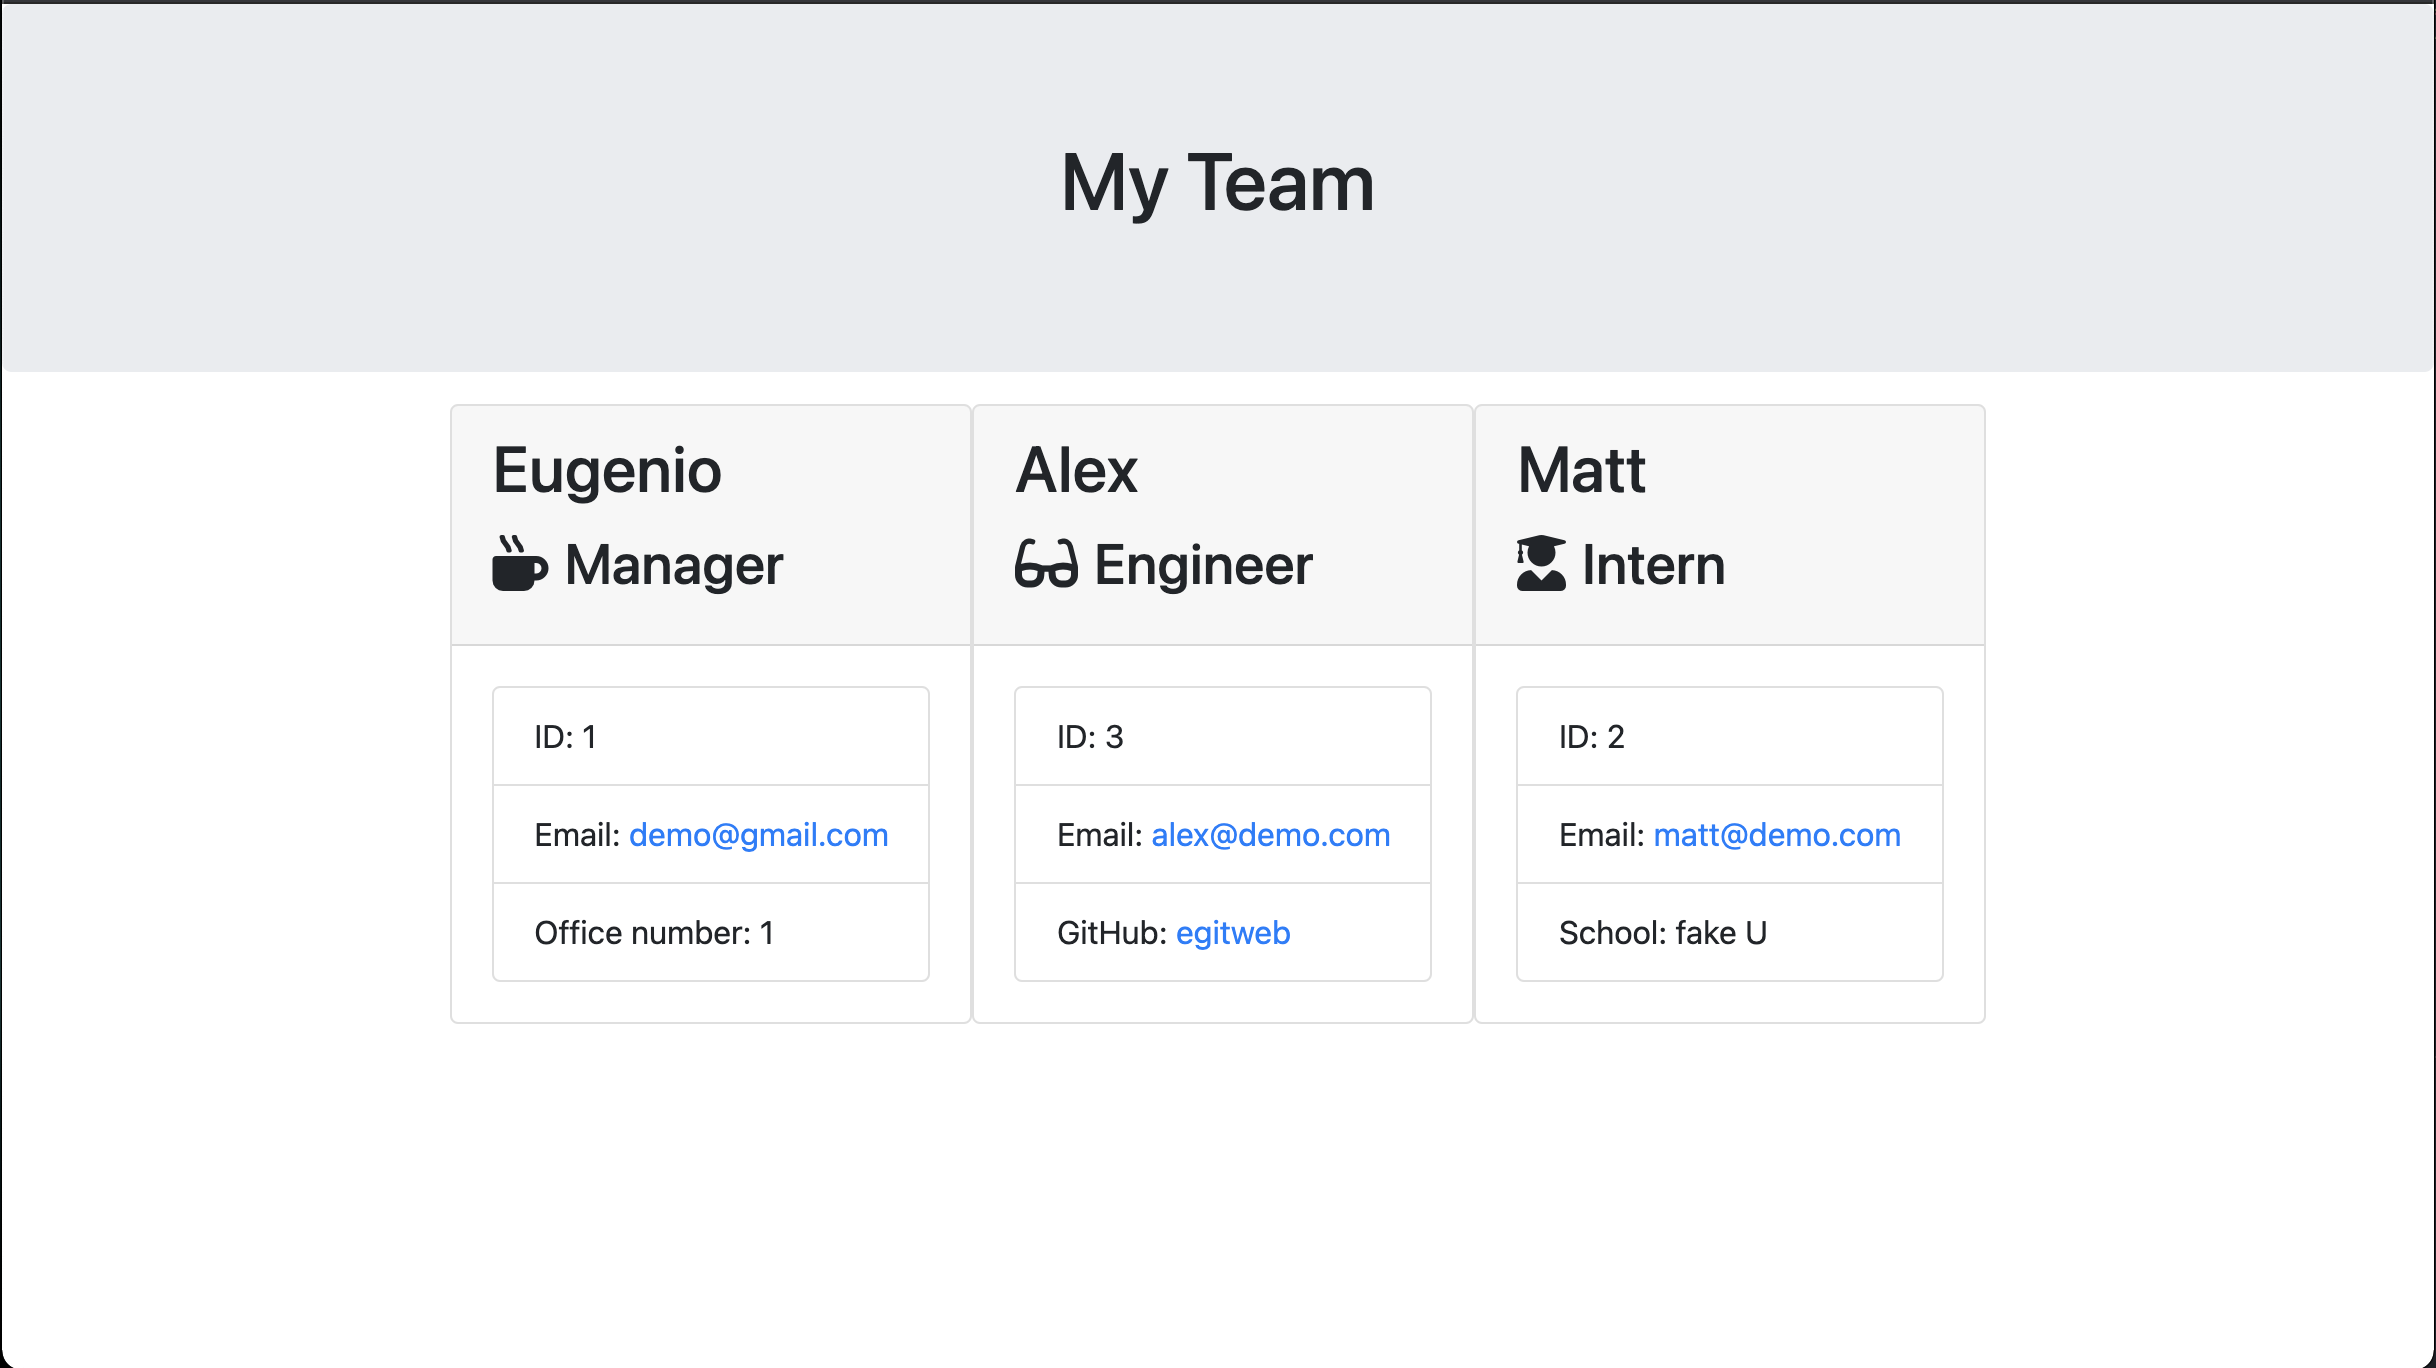 My Team
Eugenio
Manager
ID: 1
Email: demo@gmail.com
Office number: 1
Alex
Engineer
ID: 3
Email: alex@demo.com
GitHub: egitweb
Matt
Intern
ID: 2
Email: matt@demo.com
School: fake U